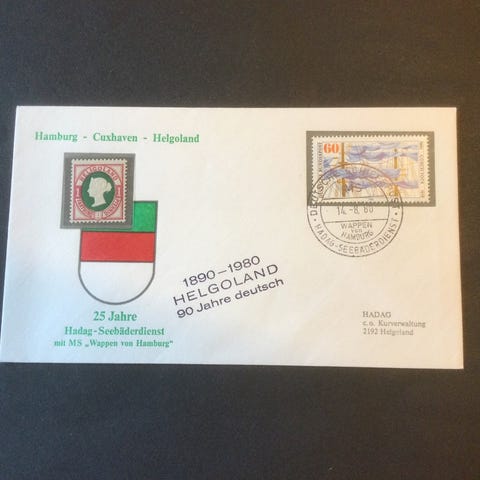 Hamburg - Cuxhaven - Helgoland
HELGOLAND
60
14.-8. 80
WAPPEN
von
HAMBURG
HADAG-SEEBÄDERDIENST
1890-1980
HELGOLAND
90 Jahre deutsch
25 Jahre
Hadag-Seebäderdienst
mit MS „Wappen von Hamburg"
HADAG
c. o. Kurverwaltung
2192 Helgoland